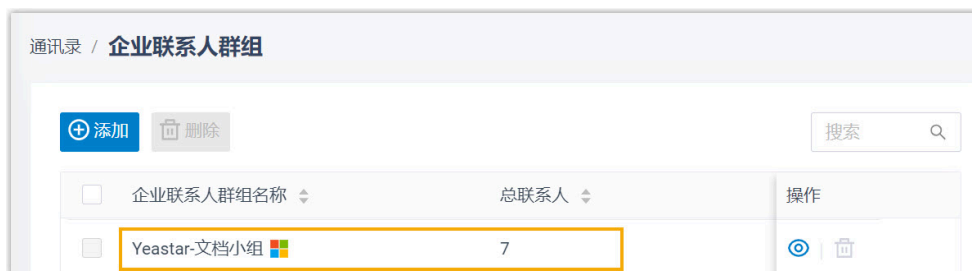 通讯录 / 企业联系人群组
添加 删除 搜索
企业联系人群组名称 总联系人 操作
Yeastar-文档小组 7